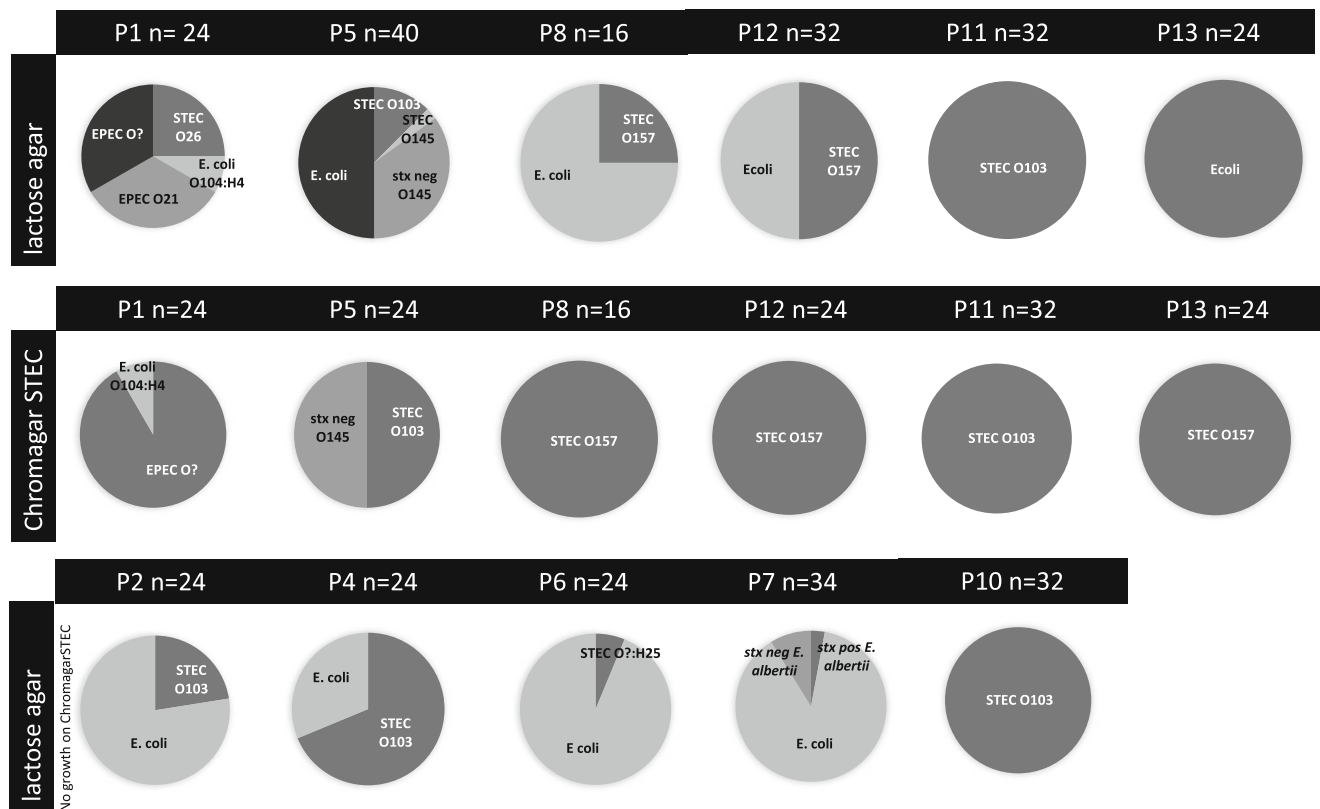 P1 n= 24
P5 n=40
P8 n=16
P12 n=32
P11 n=32
P13 n=24
lactose agar
EPEC O?
STEC
O26
E. coli
O104:H4
EPEC O21
STEC O103
STEC
O145
stx neg
O145
E. coli
STEC
O157
E. coli
Ecoli
STEC
O157
STEC O103
Ecoli
P1 n=24
P5 n=24
P8 n=16
P12 n=24
P11 n=32
P13 n=24
Chromagar STEC
E. coli
O104:H4
EPEC O?
stx neg
O145
STEC
O103
STEC O157
STEC O157
STEC O103
STEC O157
P2 n=24
P4 n=24
P6 n=24
P7 n=34
P10 n=32
lactose agar
No growth on ChromagarSTEC
STEC
O103
E. coli
E. coli
STEC
O103
STEC O?:H25
E coli
stx neg E.
albertii
stx pos E.
albertii
E. coli
STEC O103